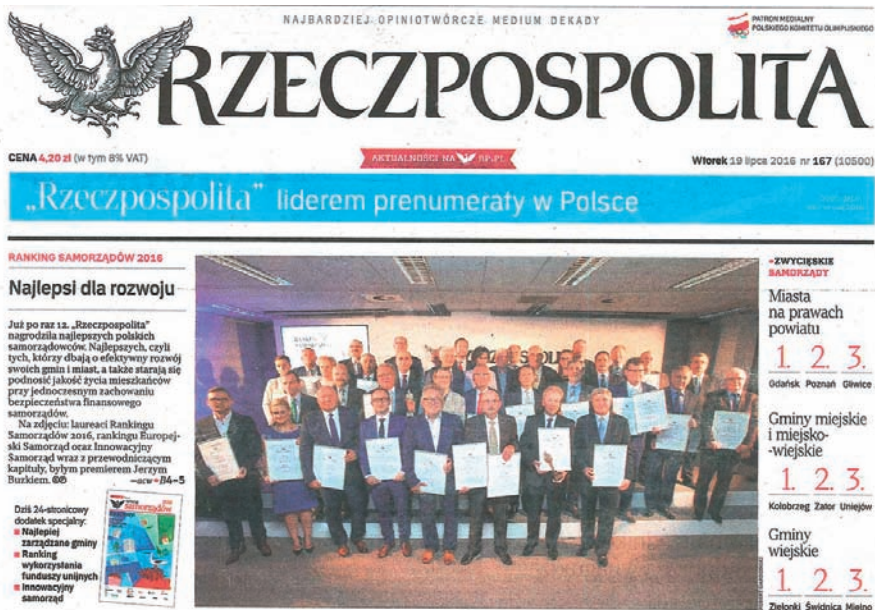 NAJBARDZIEJ OPINIOTWÓRCZE MEDIUM DEKADY
PATRON MEDIALNY
POLSKIEGO KOMITETU OLIMPIJSKIEGO
RZECZPOSPOLITA
CENA 4,20 zł (w tym 8% VAT)
AKTUALNOŚCI NA RP.PL
Wtorek 19 lipca 2016 nr 167 (10500)
„Rzeczpospolita” liderem prenumeraty w Polsce
RANKING SAMORZĄDÓW 2016
Najlepsi dla rozwoju
Już po raz 12. „Rzeczpospolita”
nagrodziła najlepszych polskich
samorządowców. Najlepszych, czyli
tych, którzy dbają o efektywny rozwój
swoich gmin i miast, a także starają się
podnosić jakość życia mieszkańców
przy jednoczesnym zachowaniu
bezpieczeństwa finansowego
samorządów.
Na zdjęciu: laureaci Rankingu
Samorządów 2016, rankingu Europej-
ski Samorząd oraz Innowacyjny
Samorząd wraz z przewodniczącym
kapituły, byłym premierem Jerzym
Buzkiem. ©℗ —acw ➔B4–5
Dziś 24-stronicowy
dodatek specjalny:
■ Najlepiej
zarządzane gminy
■ Ranking
wykorzystania
funduszy unijnych
■ Innowacyjny
samorząd
samorządów
RZECZPOSPOLITA
ZWYCIĘSKIE
SAMORZĄDY
Miasta
na prawach
powiatu
1. 2. 3.
Gdańsk Poznań Gliwice
Gminy miejskie
i miejsko-
-wiejskie
1. 2. 3.
Kołobrzeg Zator Uniejów
Gminy
wiejskie
1. 2. 3.
Zielonki Świdnica Mielno